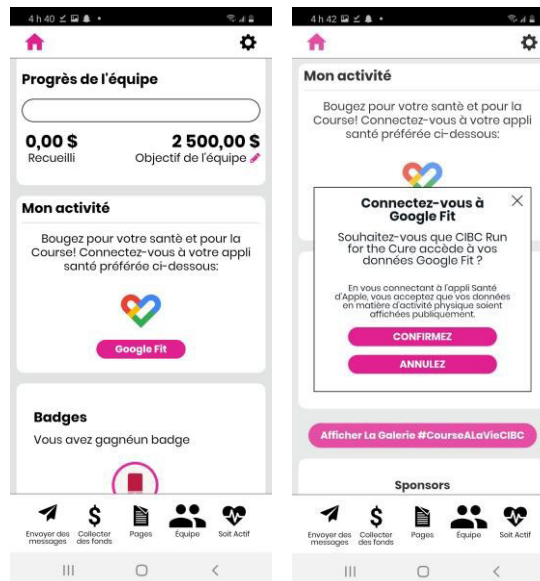 4 h 40
Progrès de l'équipe
0,00 $
2 500,00 $
Recueilli
Objectif de l'équipe
Mon activité
Bougez pour votre santè et pour la
Course! Connectez-vous à votre appli
santé préférée ci-dessous:
Google Fit
Badges
Vous avez gagnéun badge
Envoyer des
messages
Collecter
des fonds
Pages
Équipe
Soit Actif
4 h 42
Mon activité
Bougez pour votre santè et pour la
Course! Connectez-vous à votre appli
santé préférée ci-dessous:
Connectez-vous à
Google Fit
Souhaitez-vous que CIBC Run
for the Cure accède à vos
données Google Fit ?
En vous connectant à l'appli Santé
d'Apple, vous acceptez que vos données
en matière d'activité physique soient
affichées publiquement.
CONFIRMEZ
ANNULEZ
Afficher La Galerie #CourseALaVieCIBC
Sponsors
Envoyer des
messages
Collecter
des fonds
Pages
Équipe
Soit Actif